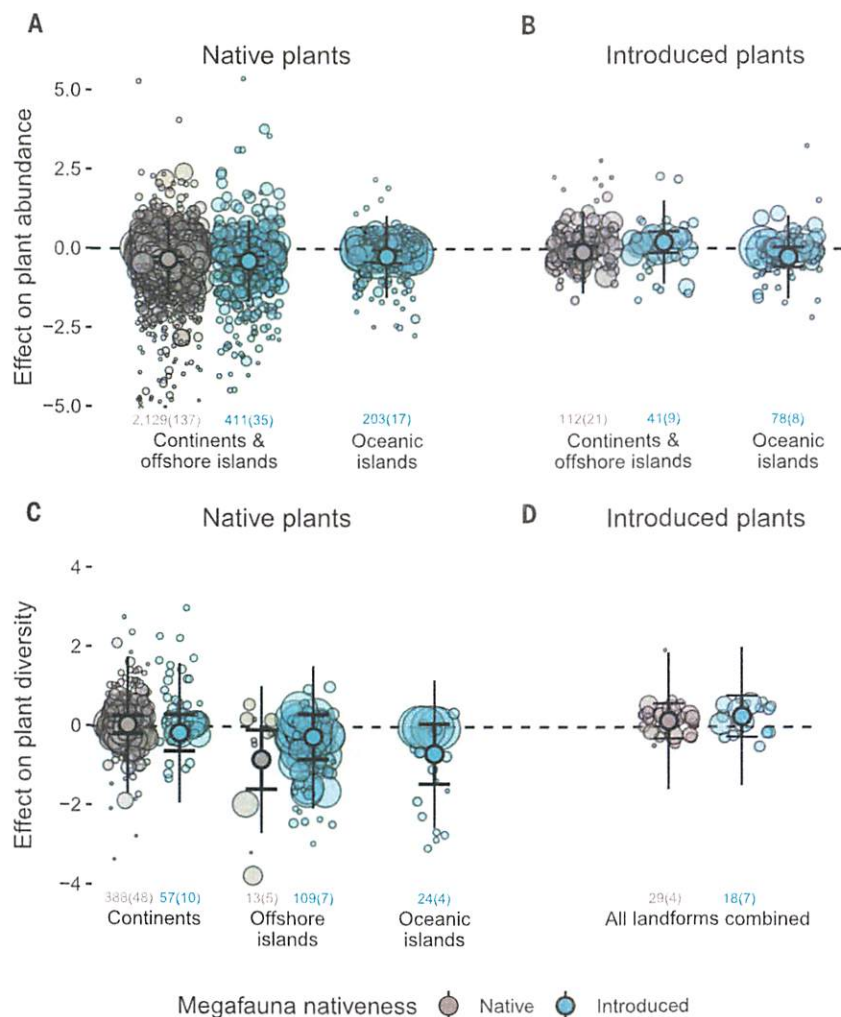 A
B
Native plants
Introduced plants
Effect on plant abundance
5.0
2.5
0.0
-2.5
-5.0
2,129(137)
411(35)
203(17)
112(21)
41(9)
78(8)
Continents &
offshore islands
Oceanic
islands
Continents &
offshore islands
Oceanic
islands
C
D
Native plants
Introduced plants
Effect on plant diversity
4
2
0
-2
-4
388(48)
57(10)
13(5)
109(7)
24(4)
29(4)
18(7)
Continents
Offshore
islands
Oceanic
islands
All landforms combined
Megafauna nativeness
Native
Introduced